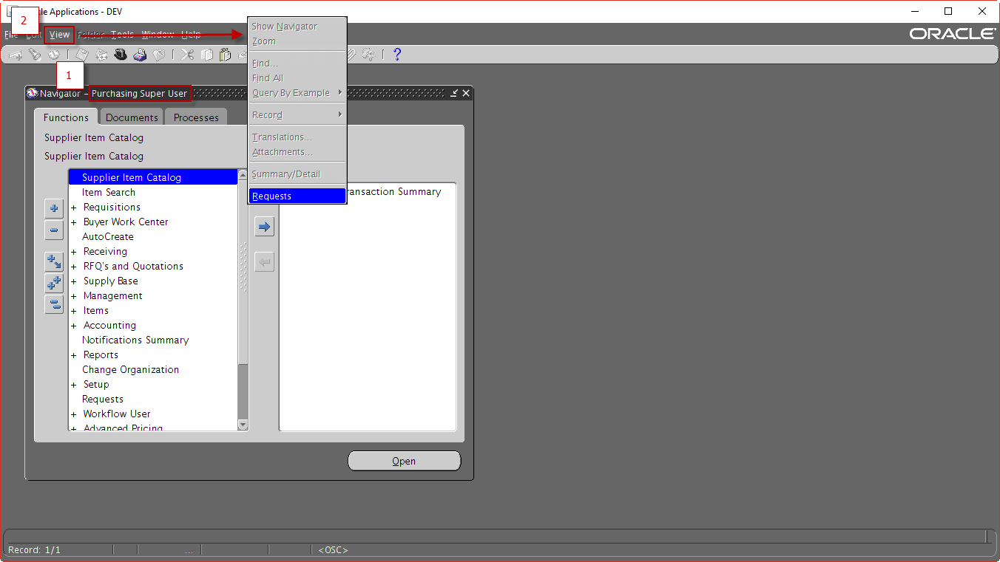 2
cle Applications - DEV
File Edit View Folder Tools Window Help
ORACLE
?
1
Navigator – Purchasing Super User
Functions Documents Processes
Supplier Item Catalog
Supplier Item Catalog
Supplier Item Catalog
Item Search
+ Requisitions
+ Buyer Work Center
AutoCreate
+ Receiving
+ RFQ's and Quotations
+ Supply Base
+ Management
+ Items
+ Accounting
Notifications Summary
+ Reports
Change Organization
+ Setup
Requests
+ Workflow User
+ Advanced Pricing
Show Navigator
Zoom
Find...
Find All
Query By Example
Record
Translations...
Attachments...
Summary/Detail
Requests
ransaction Summary
Open
Record: 1/1 ... <OSC>